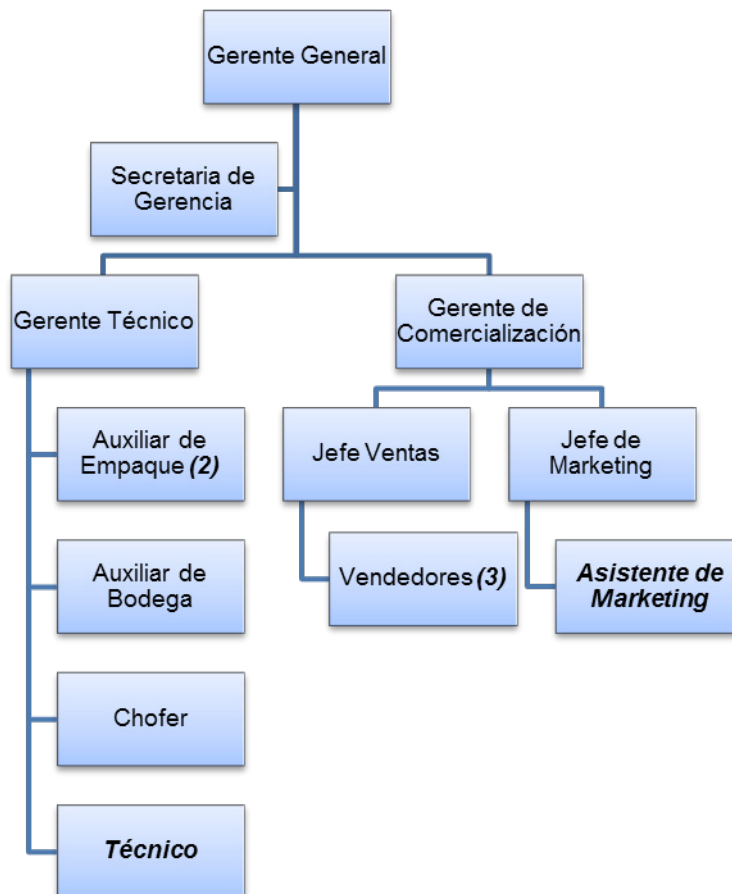 Gerente General
Secretaria de
Gerencia
Gerente Técnico
Gerente de
Comercialización
Auxiliar de
Empaque (2)
Jefe Ventas
Jefe de
Marketing
Auxiliar de
Bodega
Vendedores (3)
Asistente de
Marketing
Chofer
Técnico